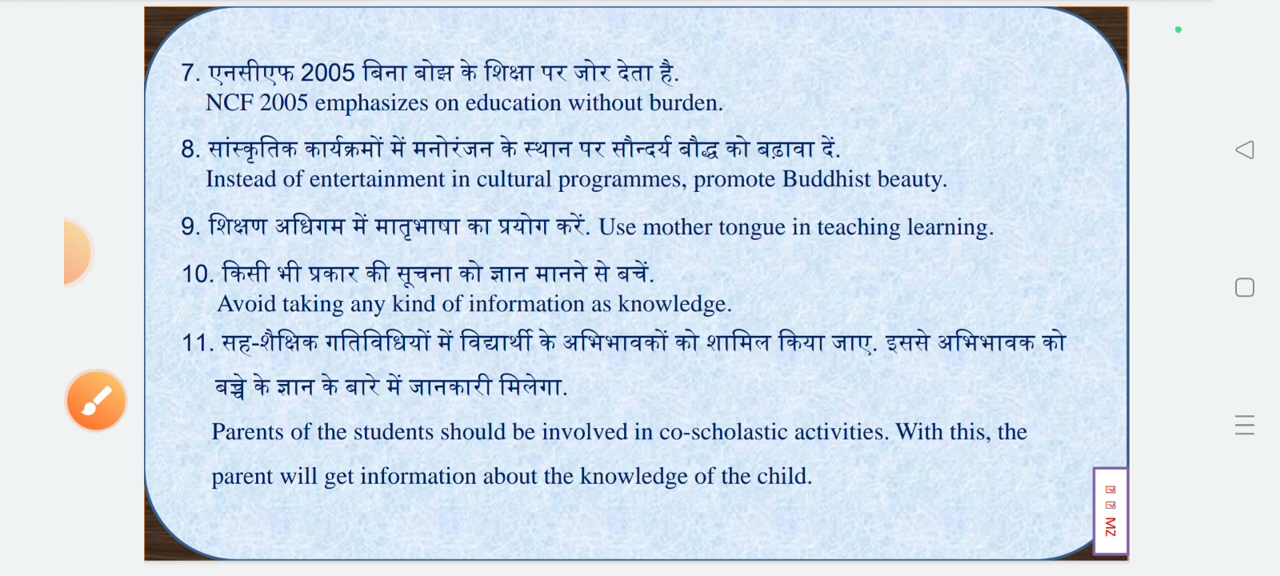 7. एनसीएफ 2005 बिना बोझ के शिक्षा पर जोर देता है.
NCF 2005 emphasizes on education without burden.
8. सांस्कृतिक कार्यक्रमों में मनोरंजन के स्थान पर सौन्दर्य बौद्ध को बढ़ावा दें.
Instead of entertainment in cultural programmes, promote Buddhist beauty.
9. शिक्षण अधिगम में मातृभाषा का प्रयोग करें. Use mother tongue in teaching learning.
10. किसी भी प्रकार की सूचना को ज्ञान मानने से बचें.
Avoid taking any kind of information as knowledge.
11. सह-शैक्षिक गतिविधियों में विद्यार्थी के अभिभावकों को शामिल किया जाए. इससे अभिभावक को
बच्चे के ज्ञान के बारे में जानकारी मिलेगा.
Parents of the students should be involved in co-scholastic activities. With this, the
parent will get information about the knowledge of the child.
MZ